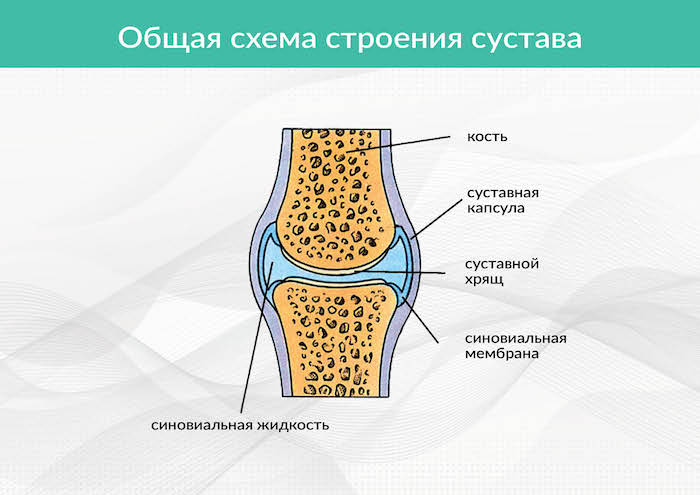 Общая схема строения сустава
кость
суставная
капсула
суставной
хрящ
синовиальная
мембрана
синовиальная жидкость